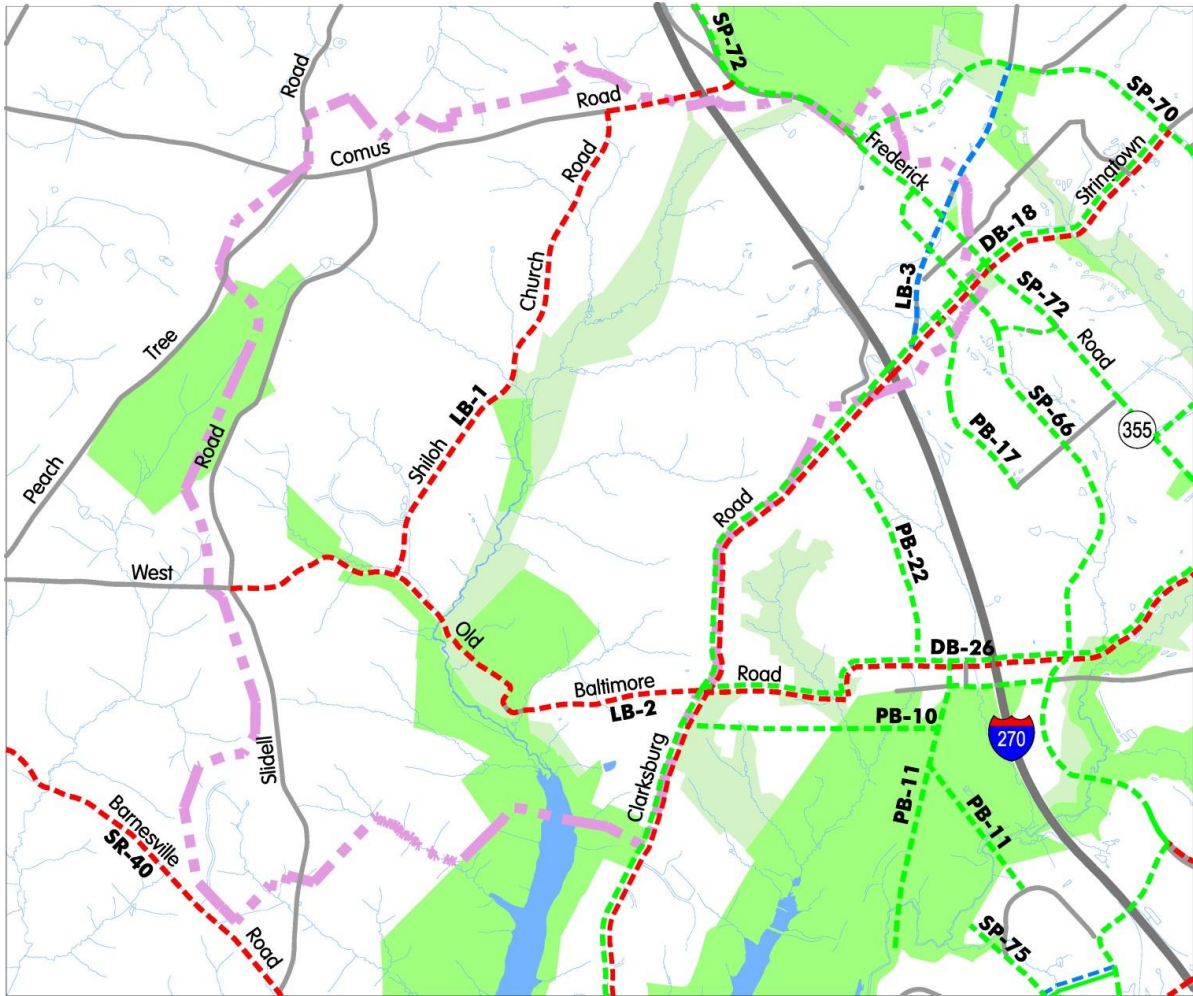 SP-72
Road
Road
SP-70
Comus
Frederick
Road
Stringtown
DB-18
Church
LB-3
SP-72
Tree
Road
LB-1
SP-66
355
Road
Shiloh
PB-17
Peach
Road
PB-22
West
Old
DB-26
Baltimore
Road
LB-2
PB-10
270
Slidell
Clarksburg
PB-11
PB-11
Barnesville
SR-40
Road
SP-75